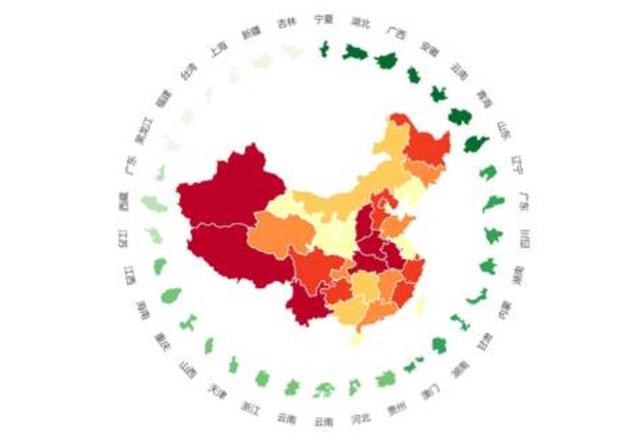 宁夏
湖北
广西
安徽
云南
青海
山东
辽宁
广东
四川
湖南
内蒙
甘肃
湖南
澳门
贵州
河北
云南
云南
浙江
天津
山西
重庆
海南
江西
江苏
西藏
广东
黑龙江
福建
台湾
上海
新疆
吉林